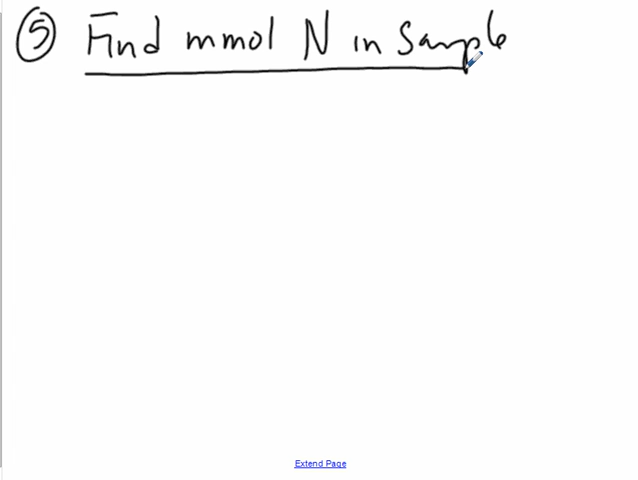 ⑤ Find mmol N in Sample
Extend Page